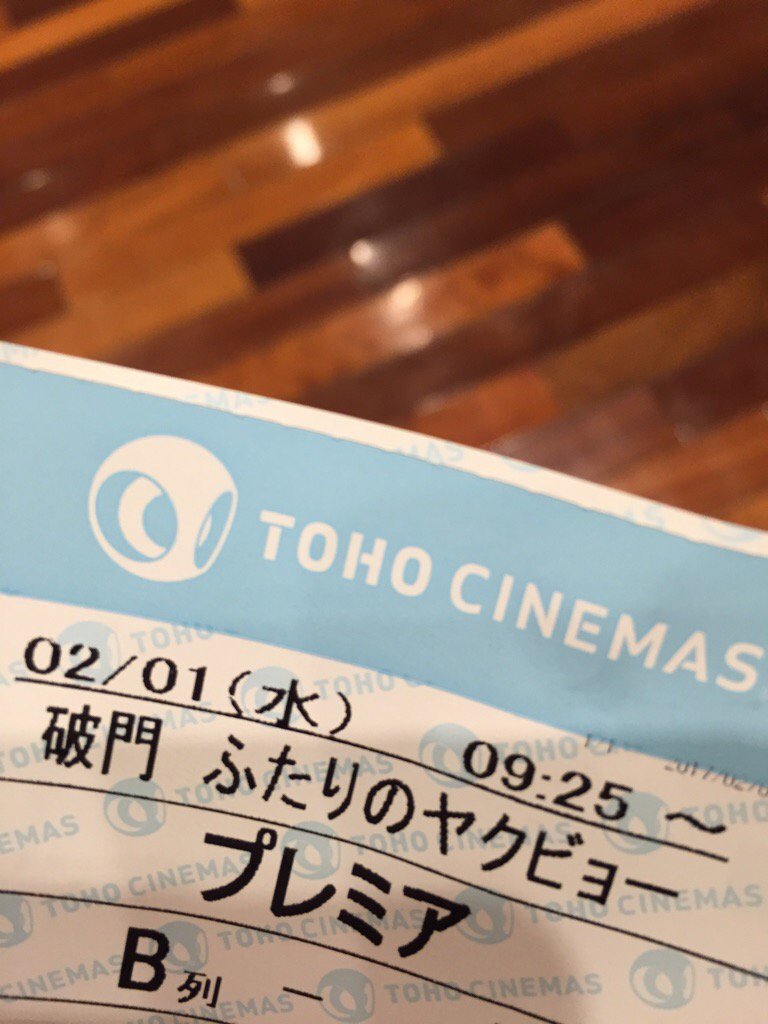 TOHO CINEMAS
02/01(水) 09:25 〜
破門 ふたりのヤクビョー
プレミア
B列 －